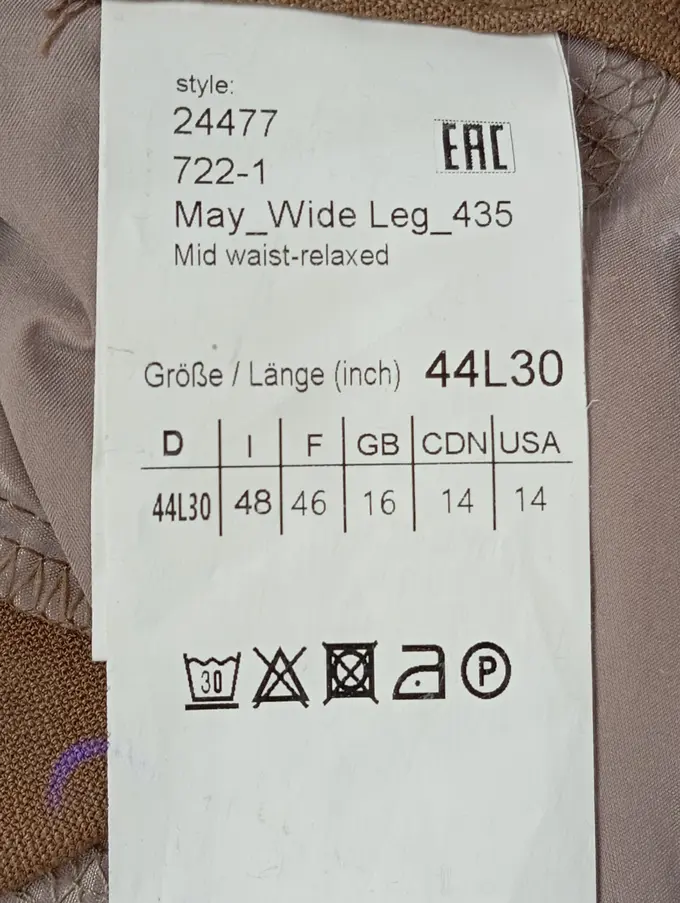 style:
24477
722-1
EAC
May_Wide Leg_435
Mid waist-relaxed
Größe / Länge (inch) 44L30
D I F GB CDN USA
44L30 48 46 16 14 14
30 P